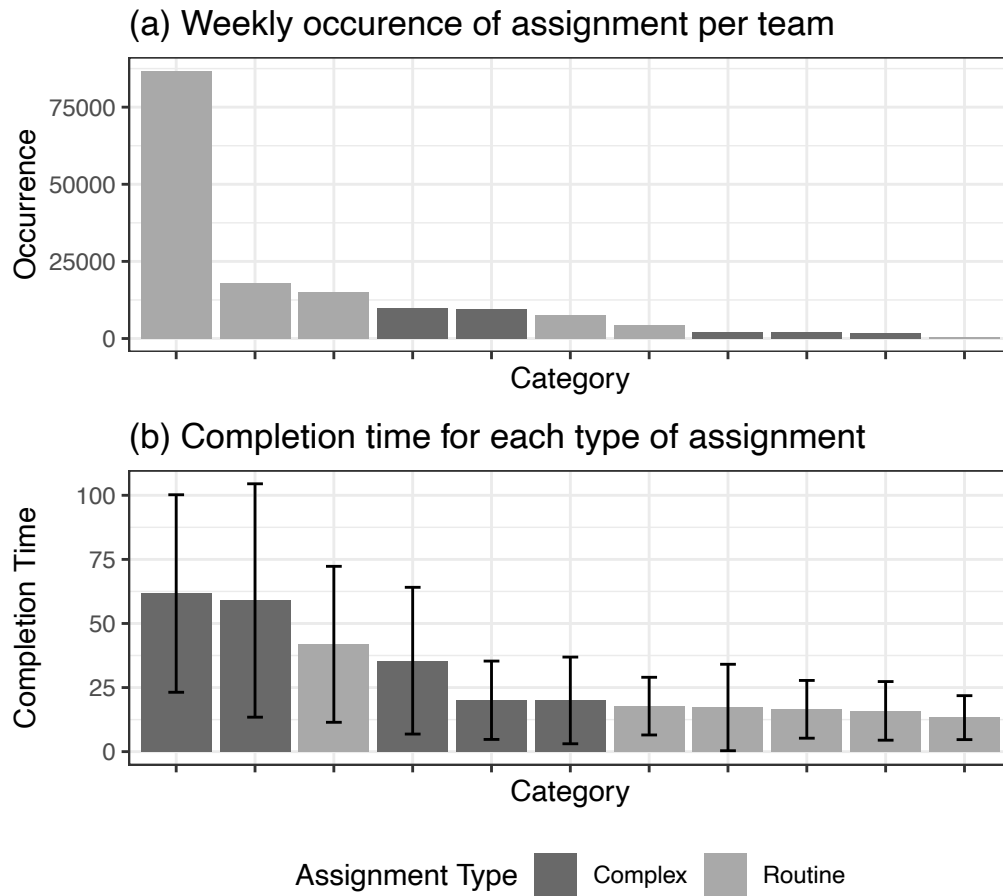 (a) Weekly occurence of assignment per team
75000
50000
25000
0
Occurrence
Category
(b) Completion time for each type of assignment
100
75
50
25
0
Completion Time
Category
Assignment Type Complex Routine